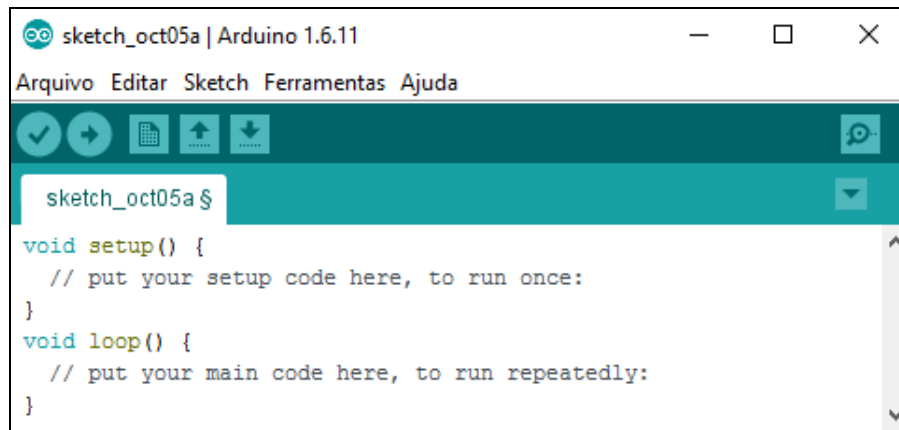 sketch_oct05a | Arduino 1.6.11
Arquivo Editar Sketch Ferramentas Ajuda
sketch_oct05a §
void setup() {
  // put your setup code here, to run once:
}
void loop() {
  // put your main code here, to run repeatedly:
}